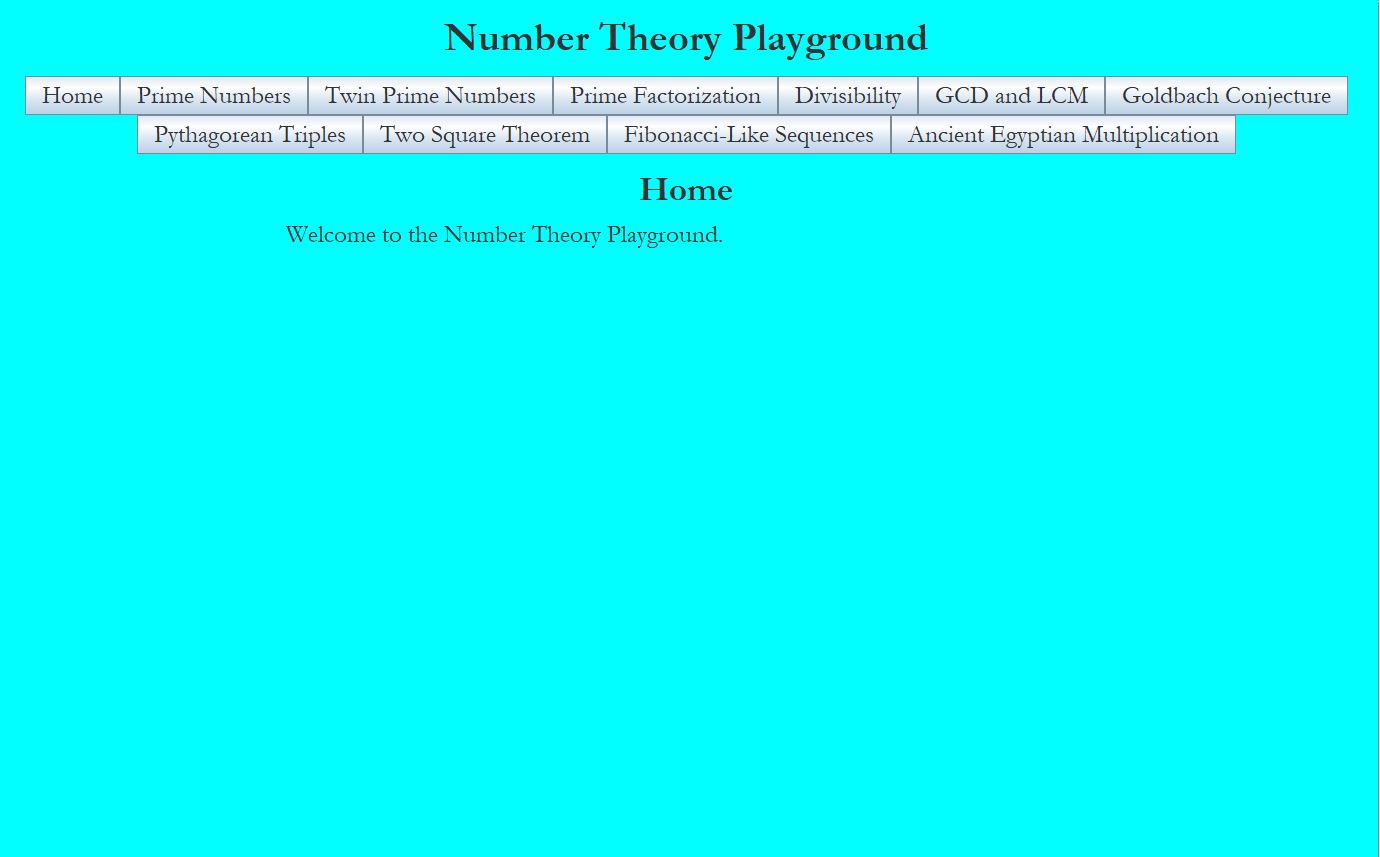 Number Theory Playground
Home Prime Numbers Twin Prime Numbers Prime Factorization Divisibility GCD and LCM Goldbach Conjecture
Pythagorean Triples Two Square Theorem Fibonacci-Like Sequences Ancient Egyptian Multiplication
Home
Welcome to the Number Theory Playground.